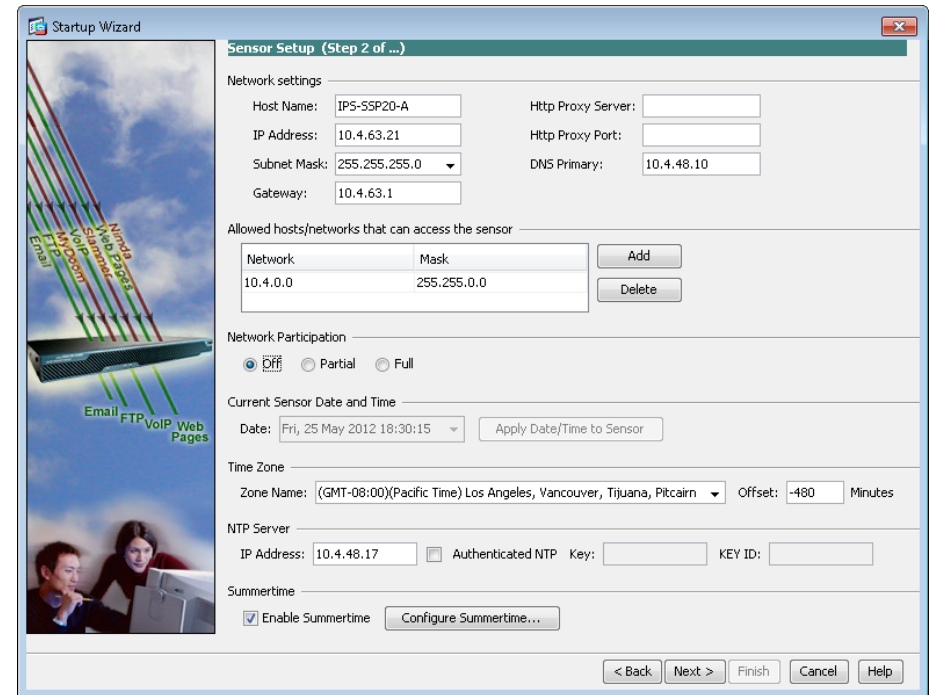 Startup Wizard
Sensor Setup (Step 2 of ...)
Network settings
Host Name: IPS-SSP20-A Http Proxy Server:
IP Address: 10.4.63.21 Http Proxy Port:
Subnet Mask: 255.255.255.0 DNS Primary: 10.4.48.10
Gateway: 10.4.63.1
Allowed hosts/networks that can access the sensor
Network Mask Add
10.4.0.0 255.255.0.0 Delete
Network Participation
Off Partial Full
Current Sensor Date and Time
Date: Fri, 25 May 2012 18:30:15 Apply Date/Time to Sensor
Time Zone
Zone Name: (GMT-08:00)(Pacific Time) Los Angeles, Vancouver, Tijuana, Pitcairn Offset: -480 Minutes
NTP Server
IP Address: 10.4.48.17 Authenticated NTP Key: KEY ID:
Summertime
Enable Summertime Configure Summertime...
< Back Next > Finish Cancel Help
Nimda
Web Pages
Slammer
VoIP
MyDoom
FTP
Email
Email FTP VoIP Web Pages